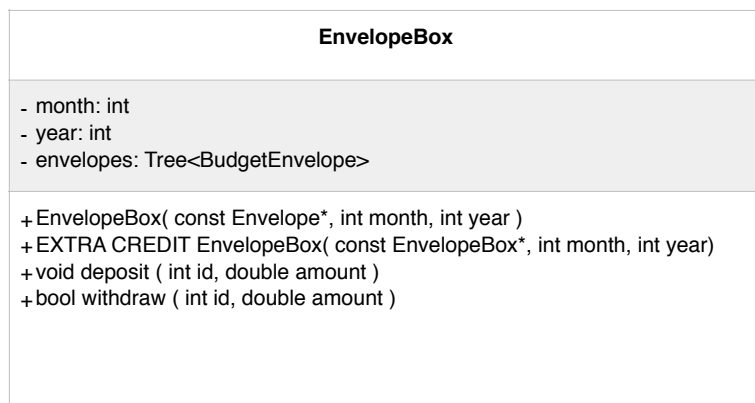 EnvelopeBox
- month: int
- year: int
- envelopes: Tree<BudgetEnvelope>
+ EnvelopeBox( const Envelope*, int month, int year )
+ EXTRA CREDIT EnvelopeBox( const EnvelopeBox*, int month, int year)
+ void deposit ( int id, double amount )
+ bool withdraw ( int id, double amount )